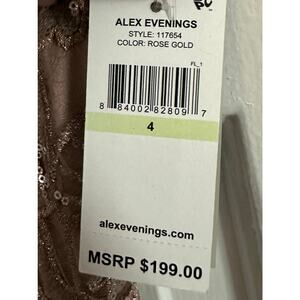 ALEX EVENINGS
STYLE: 117654
COLOR: ROSE GOLD
FL_1
8 84002 82809 7
4
alexevenings.com
MSRP $199.00